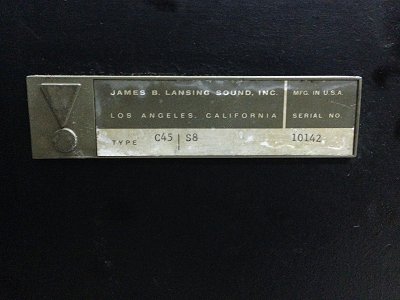 JAMES B. LANSING SOUND, INC. MFG. IN U.S.A.
LOS ANGELES, CALIFORNIA SERIAL NO.
TYPE C45 | S8 10142